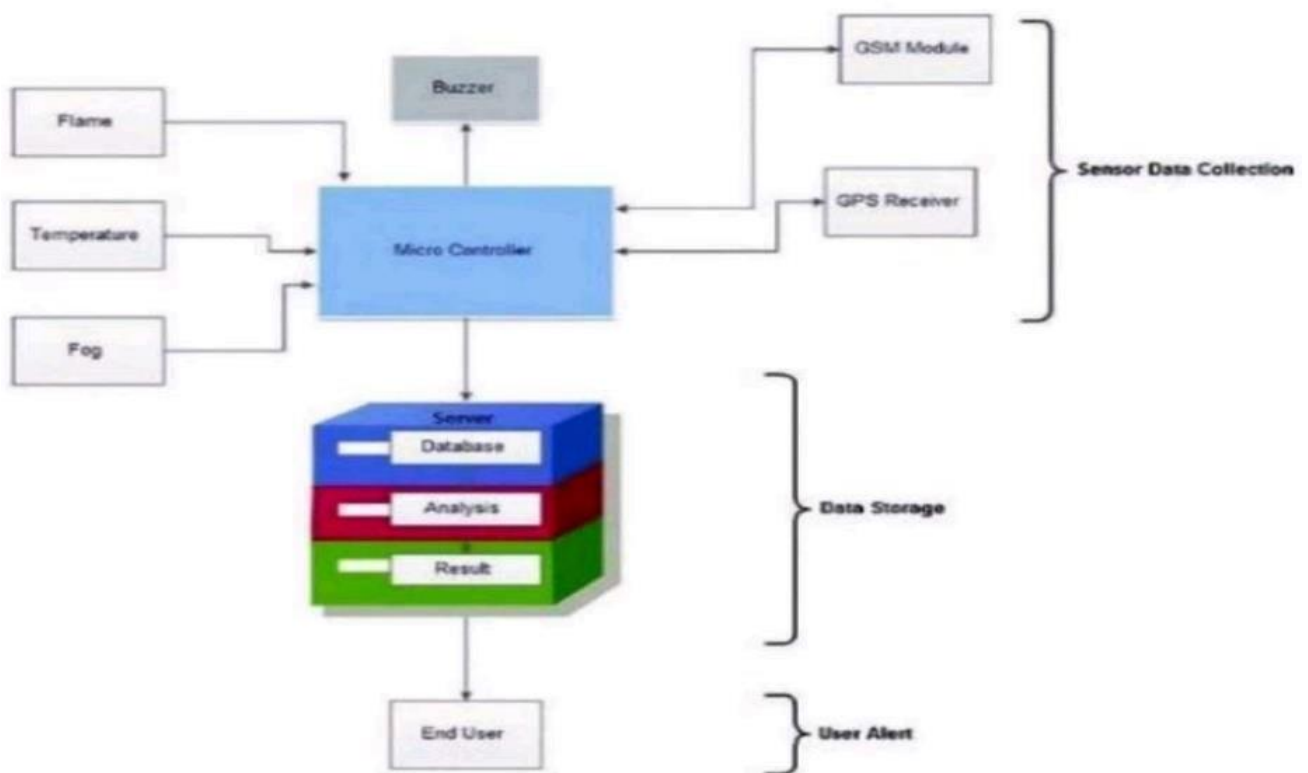 GSM Module
Buzzer
Flame
Sensor Data Collection
GPS Receiver
Temperature
Micro Controller
Fog
Server
Database
Analysis
Data Storage
Result
End User
User Alert